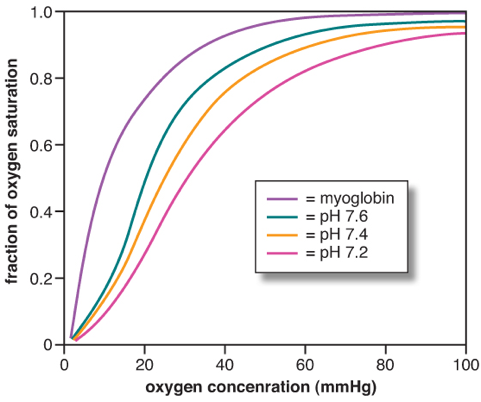 1.0
0.8
0.6
0.4
0.2
0
fraction of oxygen saturation
= myoglobin
= pH 7.6
= pH 7.4
= pH 7.2
0 20 40 60 80 100
oxygen concenration (mmHg)